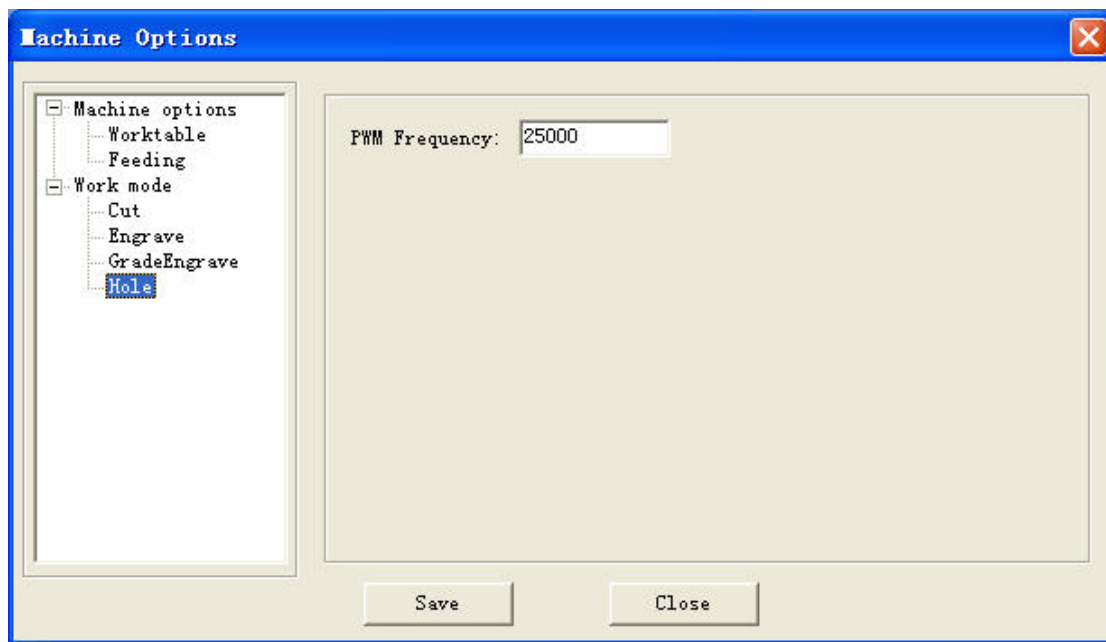 Machine Options
Machine options
Worktable
Feeding
Work mode
Cut
Engrave
GradeEngrave
Hole
PWM Frequency: 25000
Save
Close